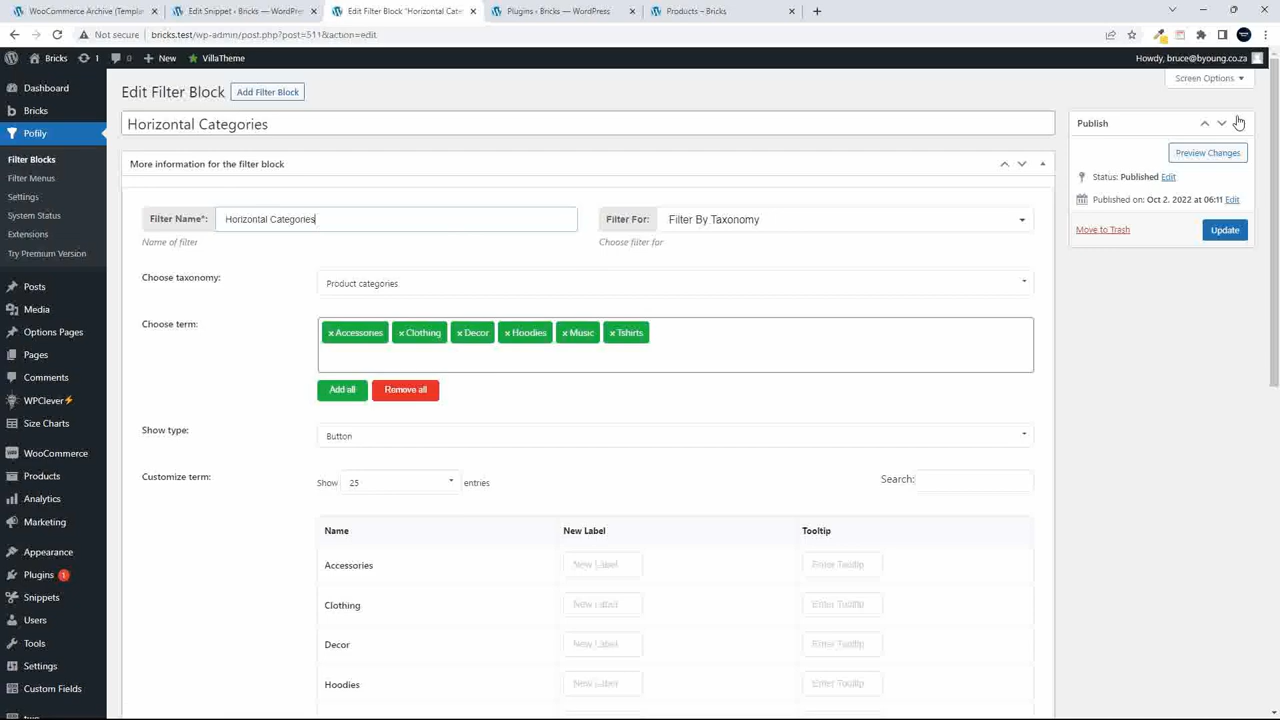 WooCommerce Archive (Templat
Edit Snippet ‹ Bricks — WordPre
Edit Filter Block "Horizontal Cate
Plugins ‹ Bricks — WordPress
Products – Bricks
Not secure bricks.test/wp-admin/post.php?post=511&action=edit
Bricks 1 0 New VillaTheme
Howdy, bruce@byoung.co.za
Screen Options
Dashboard
Bricks
Pofily
Filter Blocks
Filter Menus
Settings
System Status
Extensions
Try Premium Version
Posts
Media
Options Pages
Pages
Comments
WPClever⚡
Size Charts
WooCommerce
Products
Analytics
Marketing
Appearance
Plugins 1
Snippets
Users
Tools
Settings
Custom Fields
Edit Filter Block Add Filter Block
Horizontal Categories
More information for the filter block
Filter Name*: Horizontal Categories
Name of filter
Filter For: Filter By Taxonomy
Choose filter for
Choose taxonomy: Product categories
Choose term: × Accessories × Clothing × Decor × Hoodies × Music × Tshirts
Add all Remove all
Show type: Button
Customize term: Show 25 entries Search:
Name New Label Tooltip
Accessories New Label Enter Tooltip
Clothing New Label Enter Tooltip
Decor New Label Enter Tooltip
Hoodies New Label Enter Tooltip
Publish
Preview Changes
Status: Published Edit
Published on: Oct 2, 2022 at 06:11 Edit
Move to Trash Update